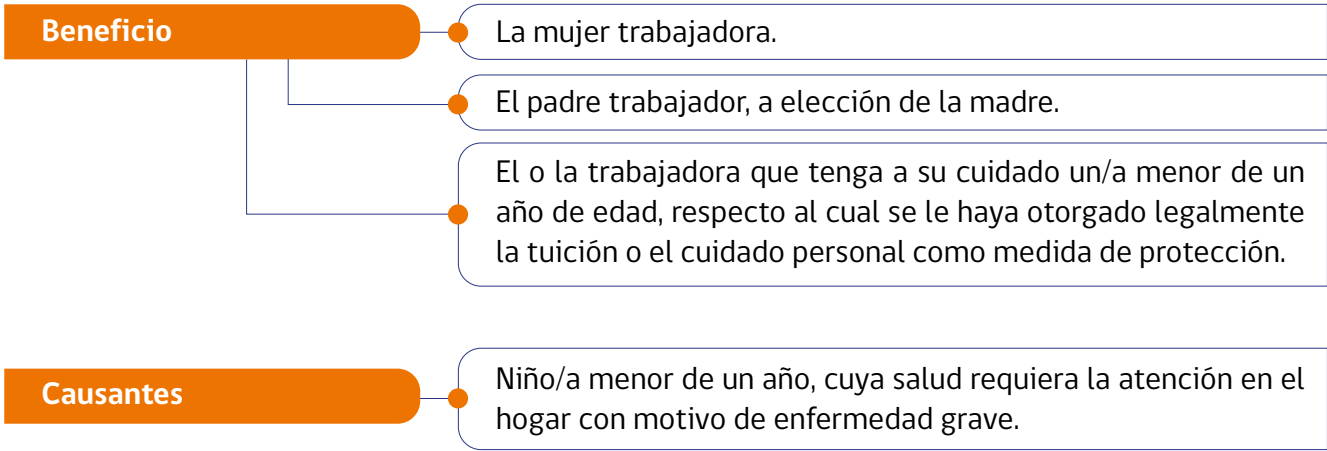 Beneficio
La mujer trabajadora.
El padre trabajador, a elección de la madre.
El o la trabajadora que tenga a su cuidado un/a menor de un
año de edad, respecto al cual se le haya otorgado legalmente
la tuición o el cuidado personal como medida de protección.
Causantes
Niño/a menor de un año, cuya salud requiera la atención en el
hogar con motivo de enfermedad grave.